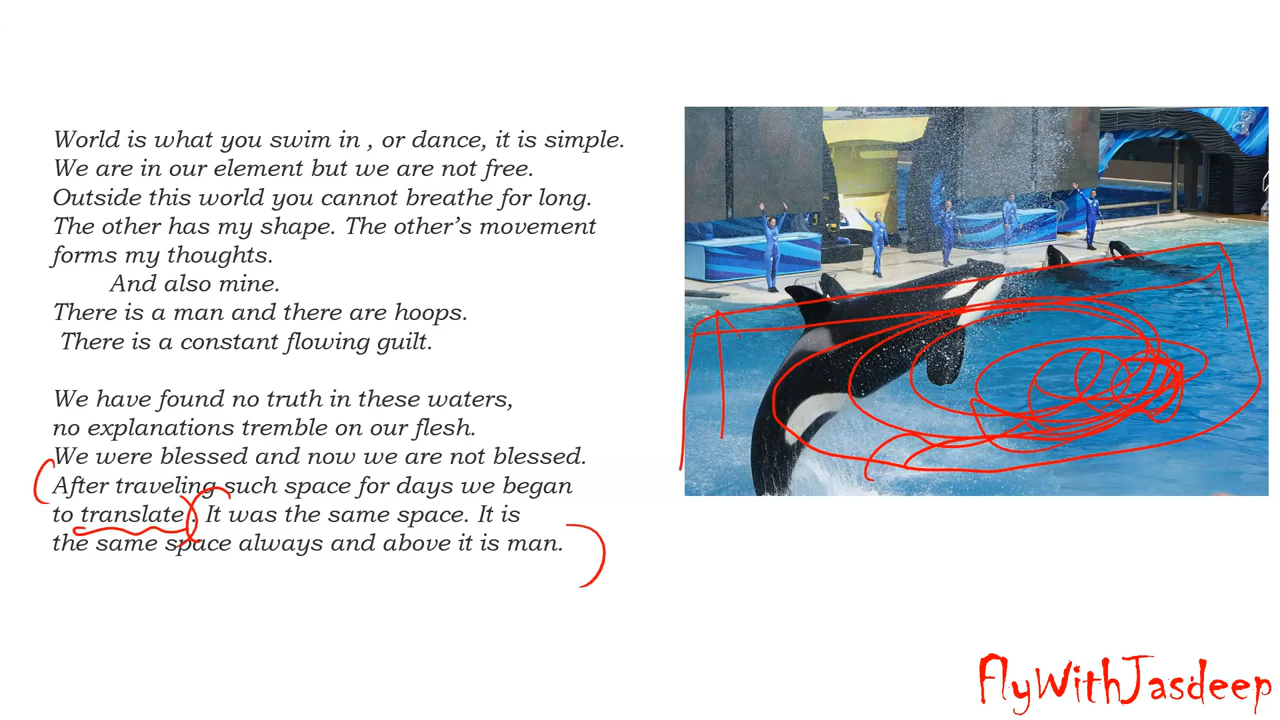 World is what you swim in , or dance, it is simple.
We are in our element but we are not free.
Outside this world you cannot breathe for long.
The other has my shape. The other's movement
forms my thoughts.
And also mine.
There is a man and there are hoops.
There is a constant flowing guilt.
We have found no truth in these waters,
no explanations tremble on our flesh.
We were blessed and now we are not blessed.
After traveling such space for days we began
to translate . It was the same space. It is
the same space always and above it is man.
FlyWithJasdeep